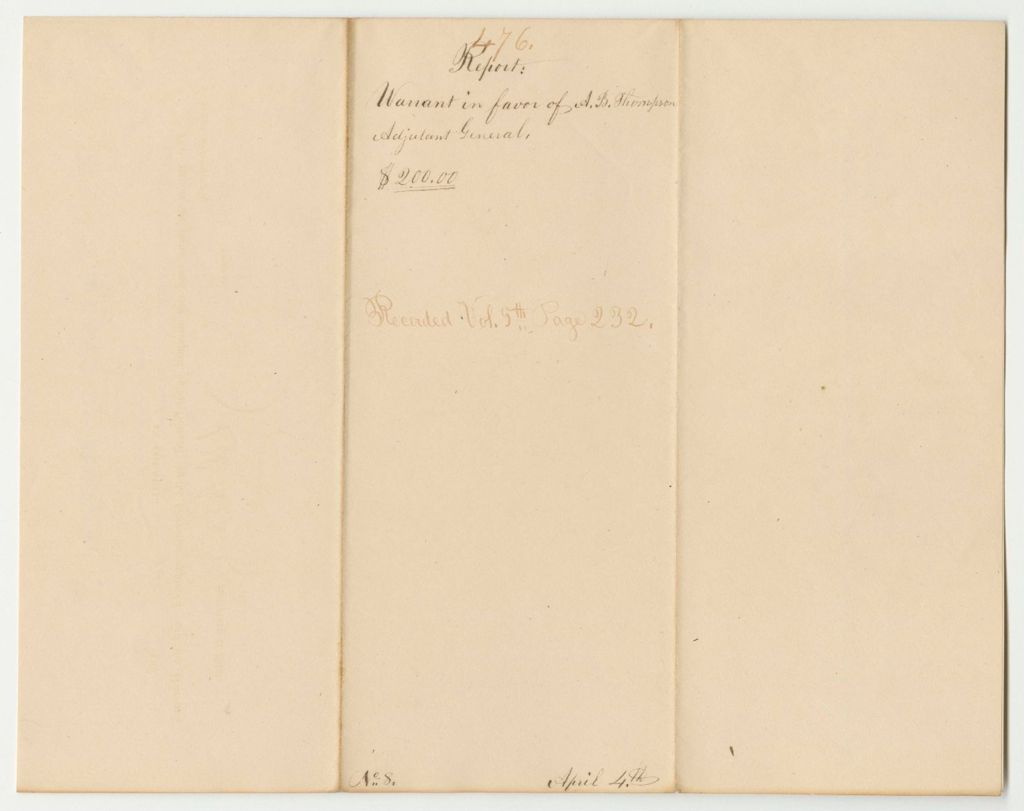 476.
Report:
Warrant in favor of A. B. Thompson
Adjutant General,
$200.00
Recorded Vol. 5th Page 232.
No. 8.
April 4th